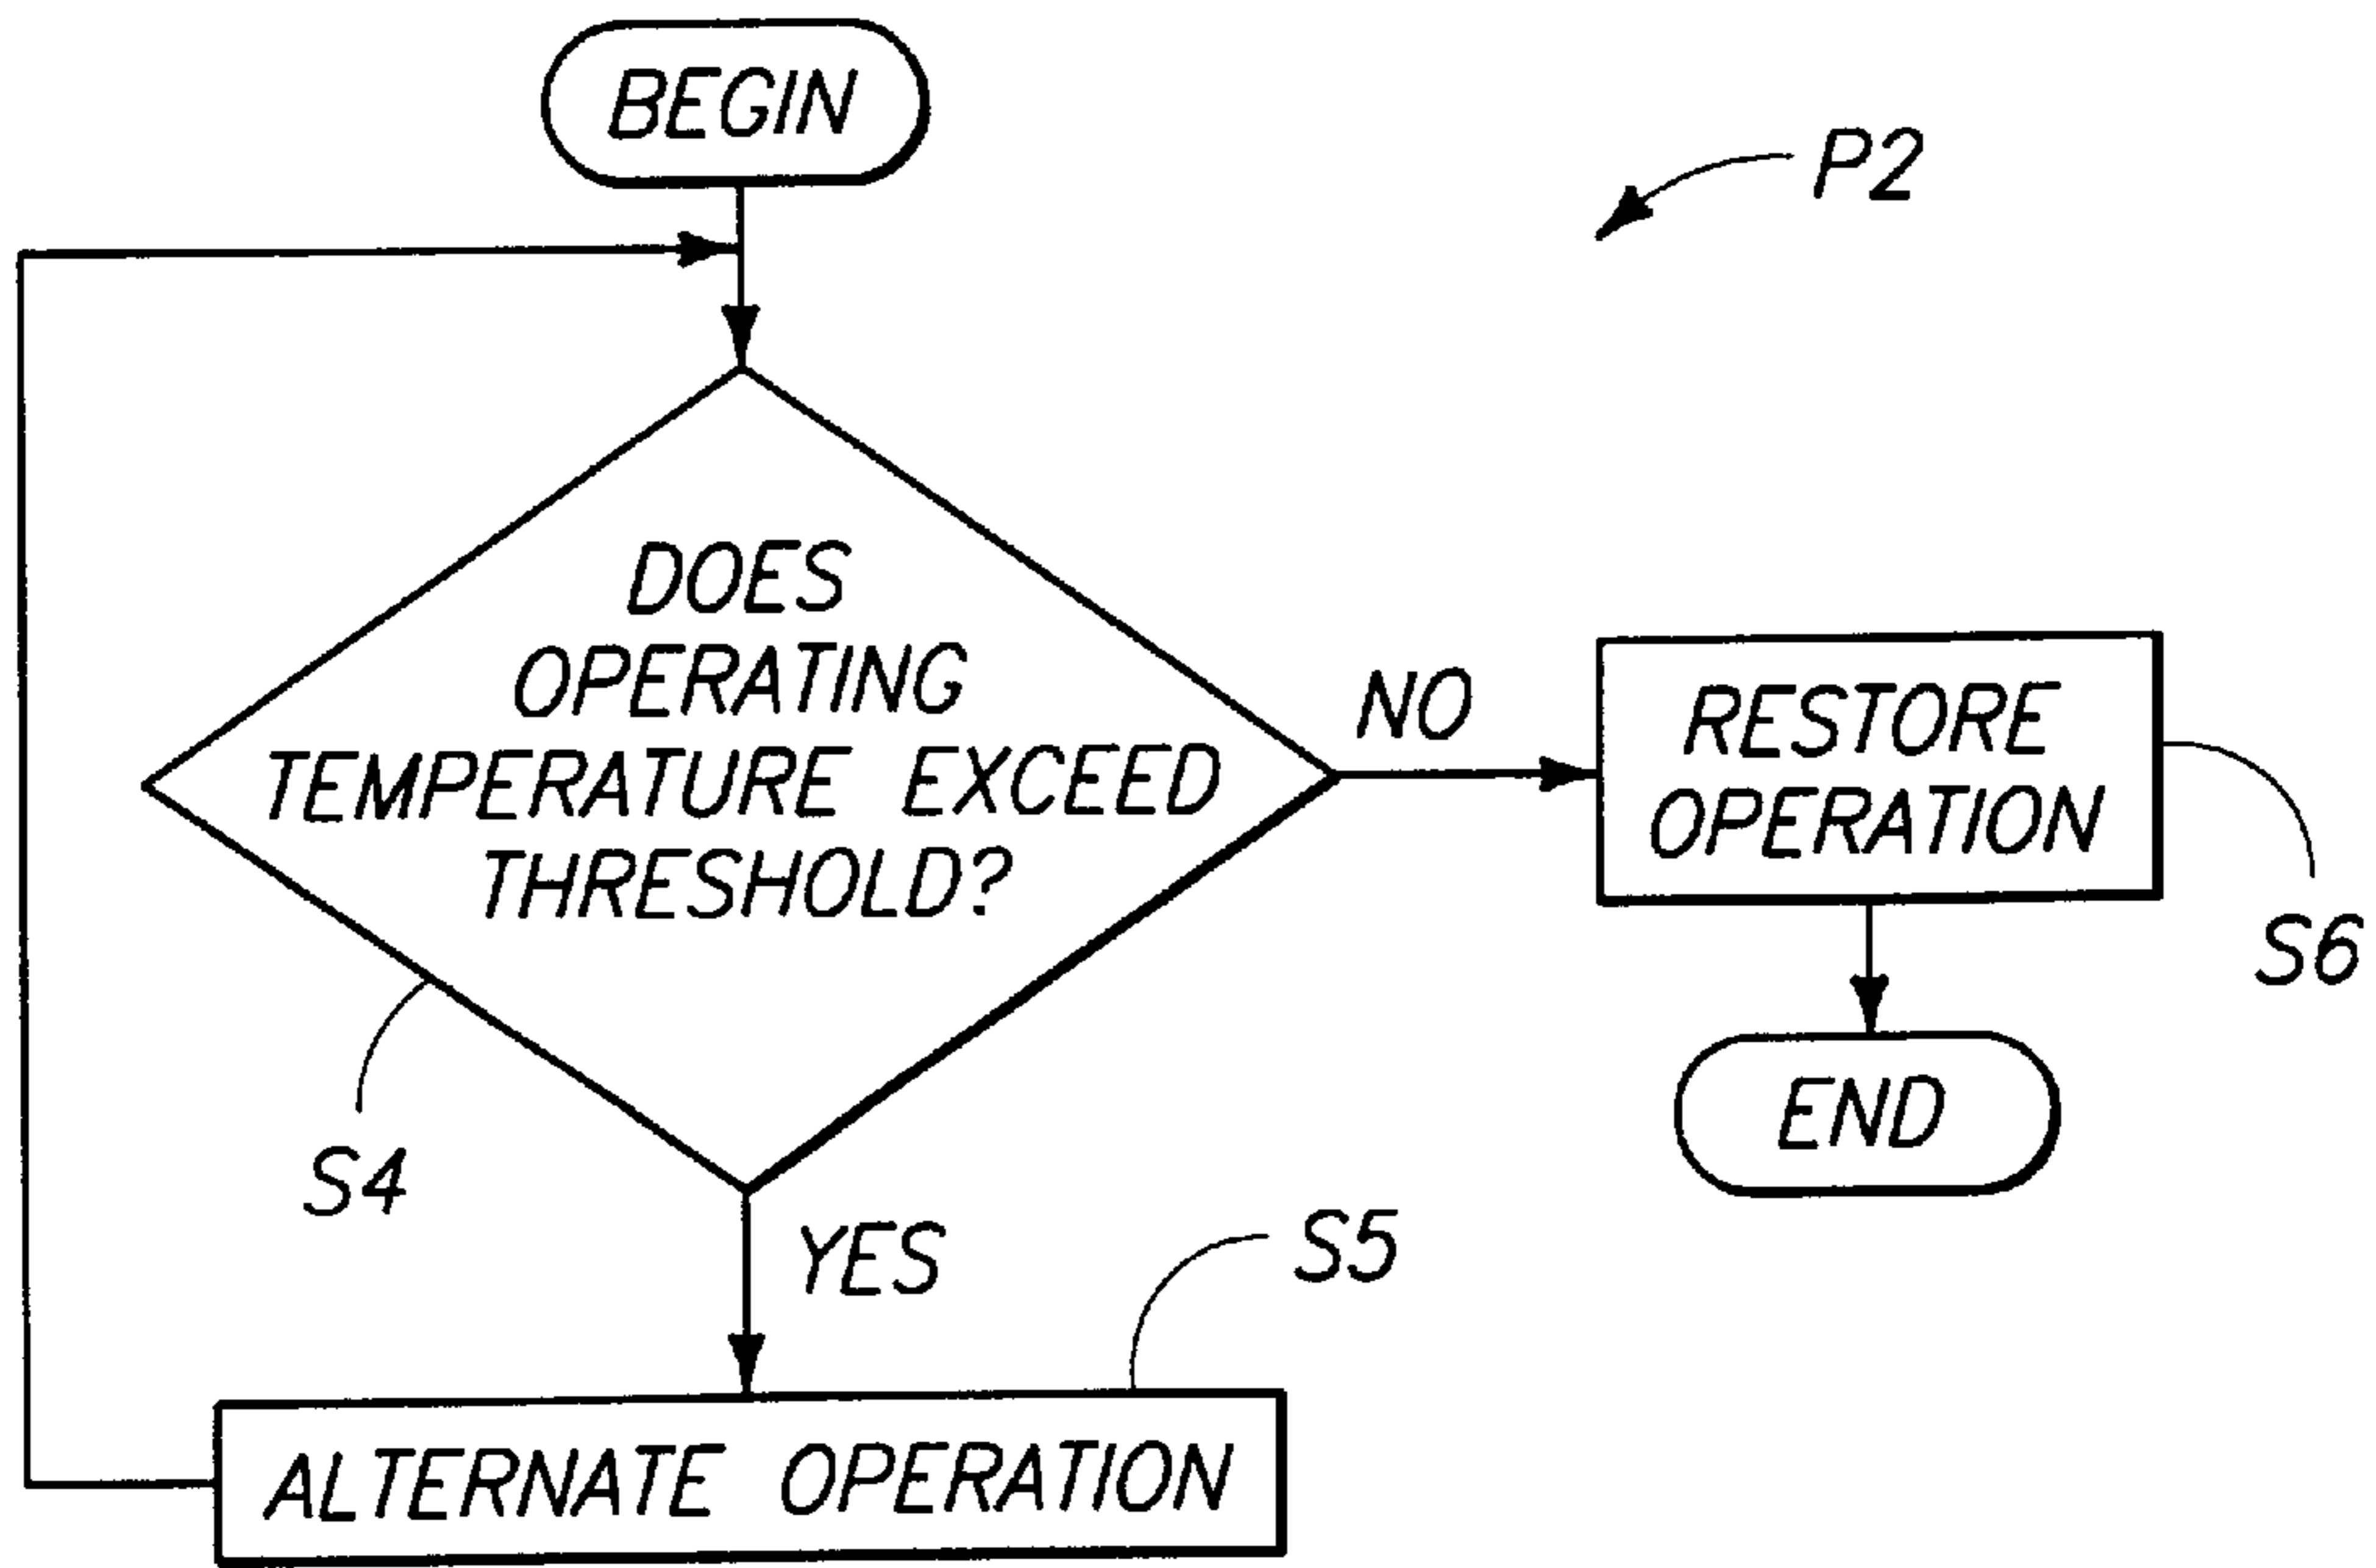 BEGIN
P2
DOES
OPERATING
TEMPERATURE EXCEED
THRESHOLD?
NO
RESTORE
OPERATION
S6
END
S4
YES
S5
ALTERNATE OPERATION